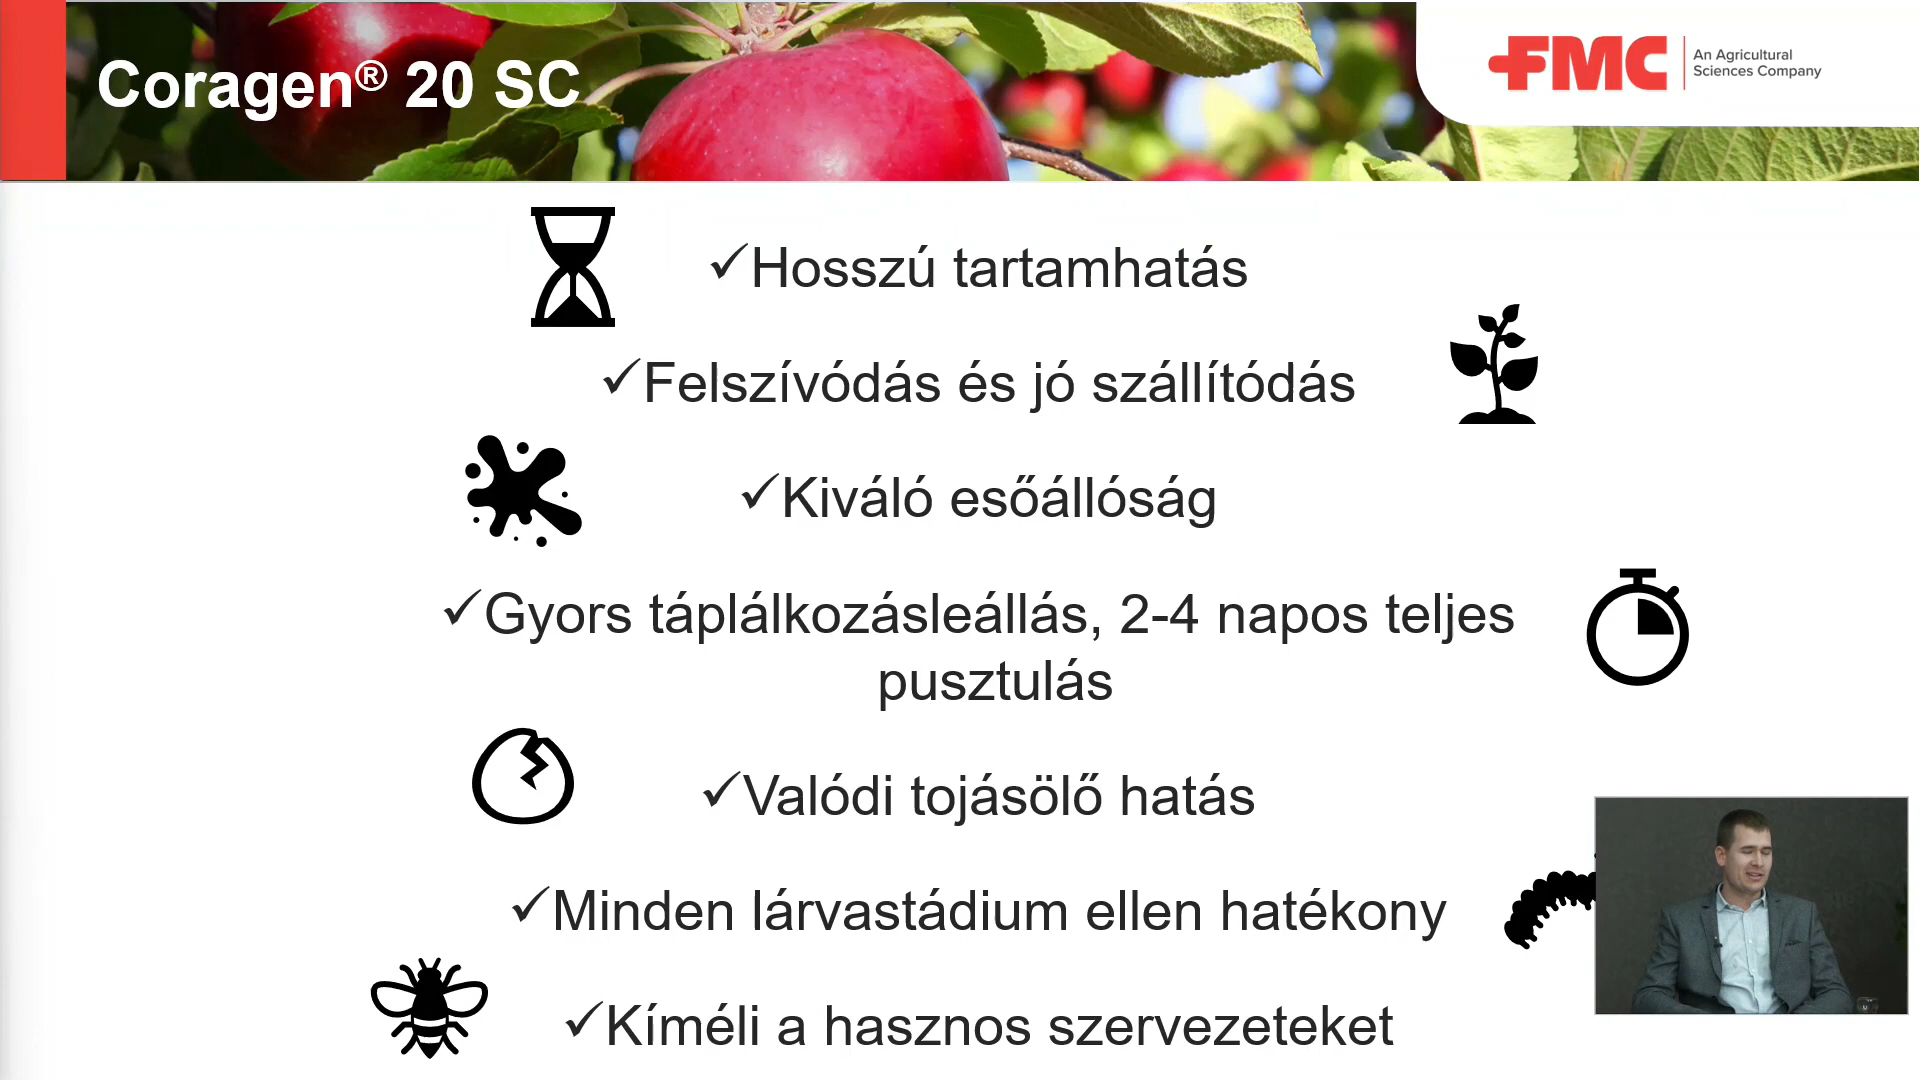 Coragen® 20 SC
FMC
An Agricultural
Sciences Company
✓Hosszú tartamhatás
✓Felszívódás és jó szállítódás
✓Kiváló esőállóság
✓Gyors táplálkozásleállás, 2-4 napos teljes
pusztulás
✓Valódi tojásölő hatás
✓Minden lárvastádium ellen hatékony
✓Kíméli a hasznos szervezeteket